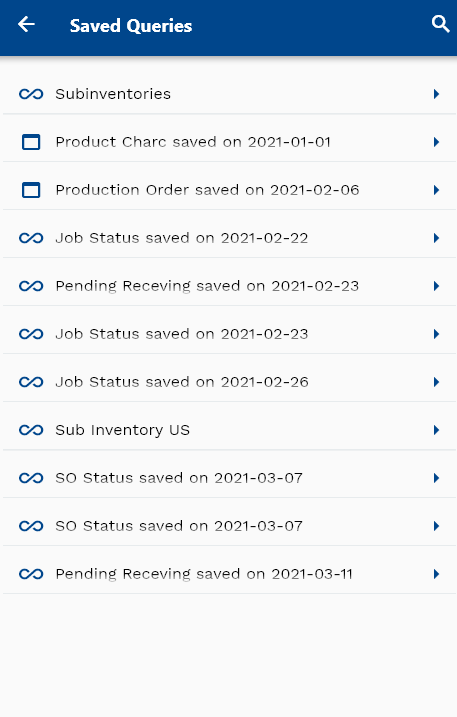 Saved Queries
Subinventories
Product Charc saved on 2021-01-01
Production Order saved on 2021-02-06
Job Status saved on 2021-02-22
Pending Receving saved on 2021-02-23
Job Status saved on 2021-02-23
Job Status saved on 2021-02-26
Sub Inventory US
SO Status saved on 2021-03-07
SO Status saved on 2021-03-07
Pending Receving saved on 2021-03-11